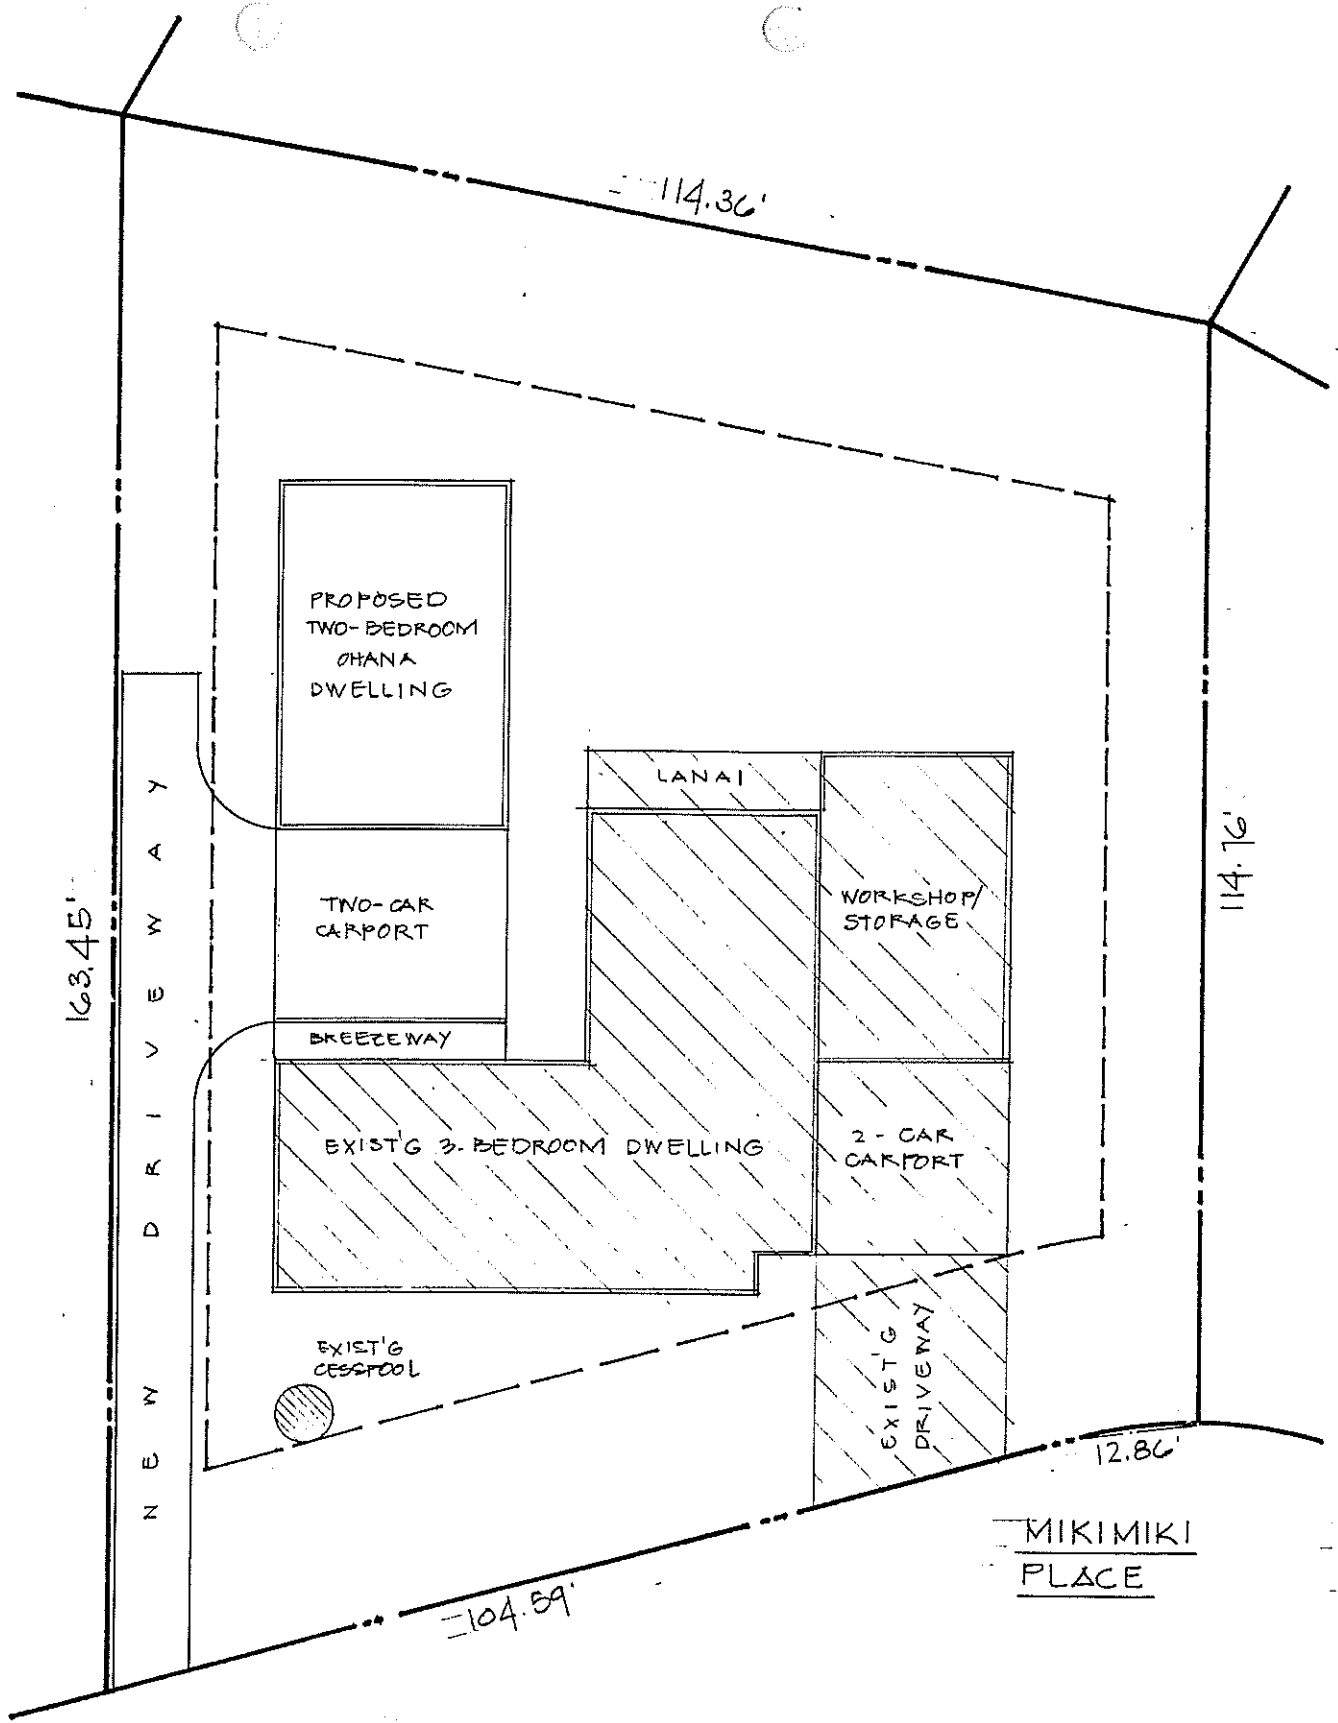 114.36'
PROPOSED
TWO-BEDROOM
OHANA
DWELLING
LANAI
NEW DRIVEWAY
163.45'
TWO-CAR
CARPORT
WORKSHOP/
STORAGE
114.76'
BREEZEWAY
EXIST'G 3-BEDROOM DWELLING
2-CAR
CARPORT
EXIST'G
CESSPOOL
EXIST'G
DRIVEWAY
12.86'
104.59'
MIKIMIKI
PLACE